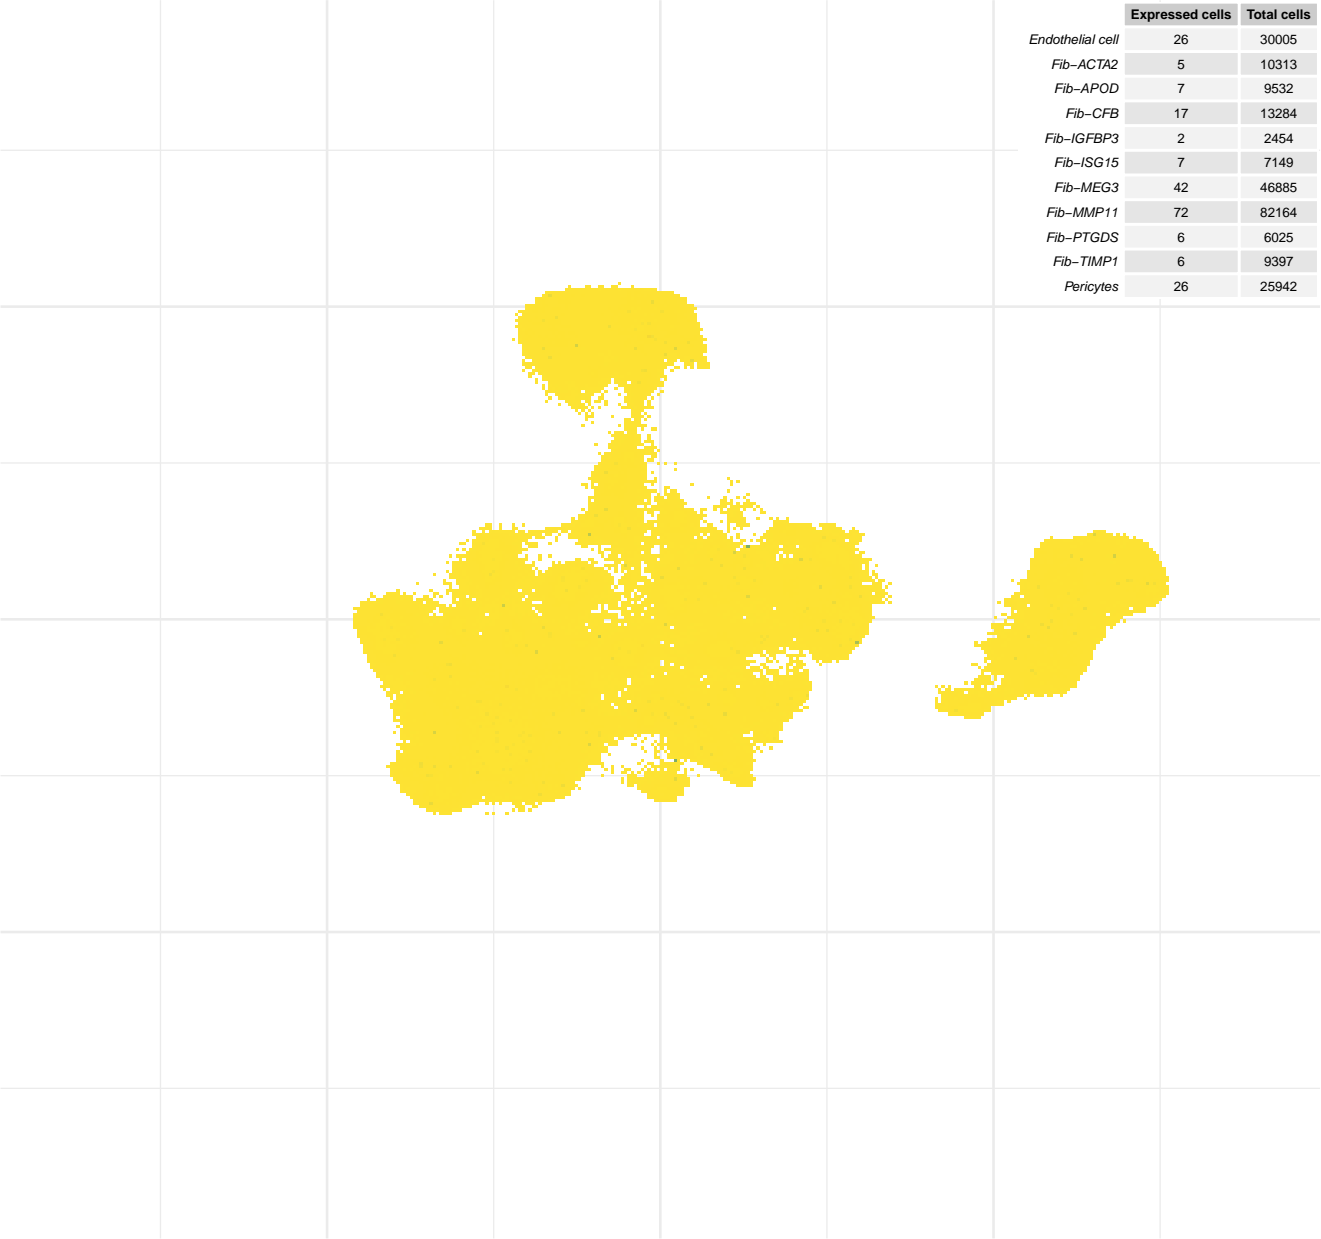 Expressed cells Total cells
Endothelial cell 26 30005
Fib−ACTA2 5 10313
Fib−APOD 7 9532
Fib−CFB 17 13284
Fib−IGFBP3 2 2454
Fib−ISG15 7 7149
Fib−MEG3 42 46885
Fib−MMP11 72 82164
Fib−PTGDS 6 6025
Fib−TIMP1 6 9397
Pericytes 26 25942